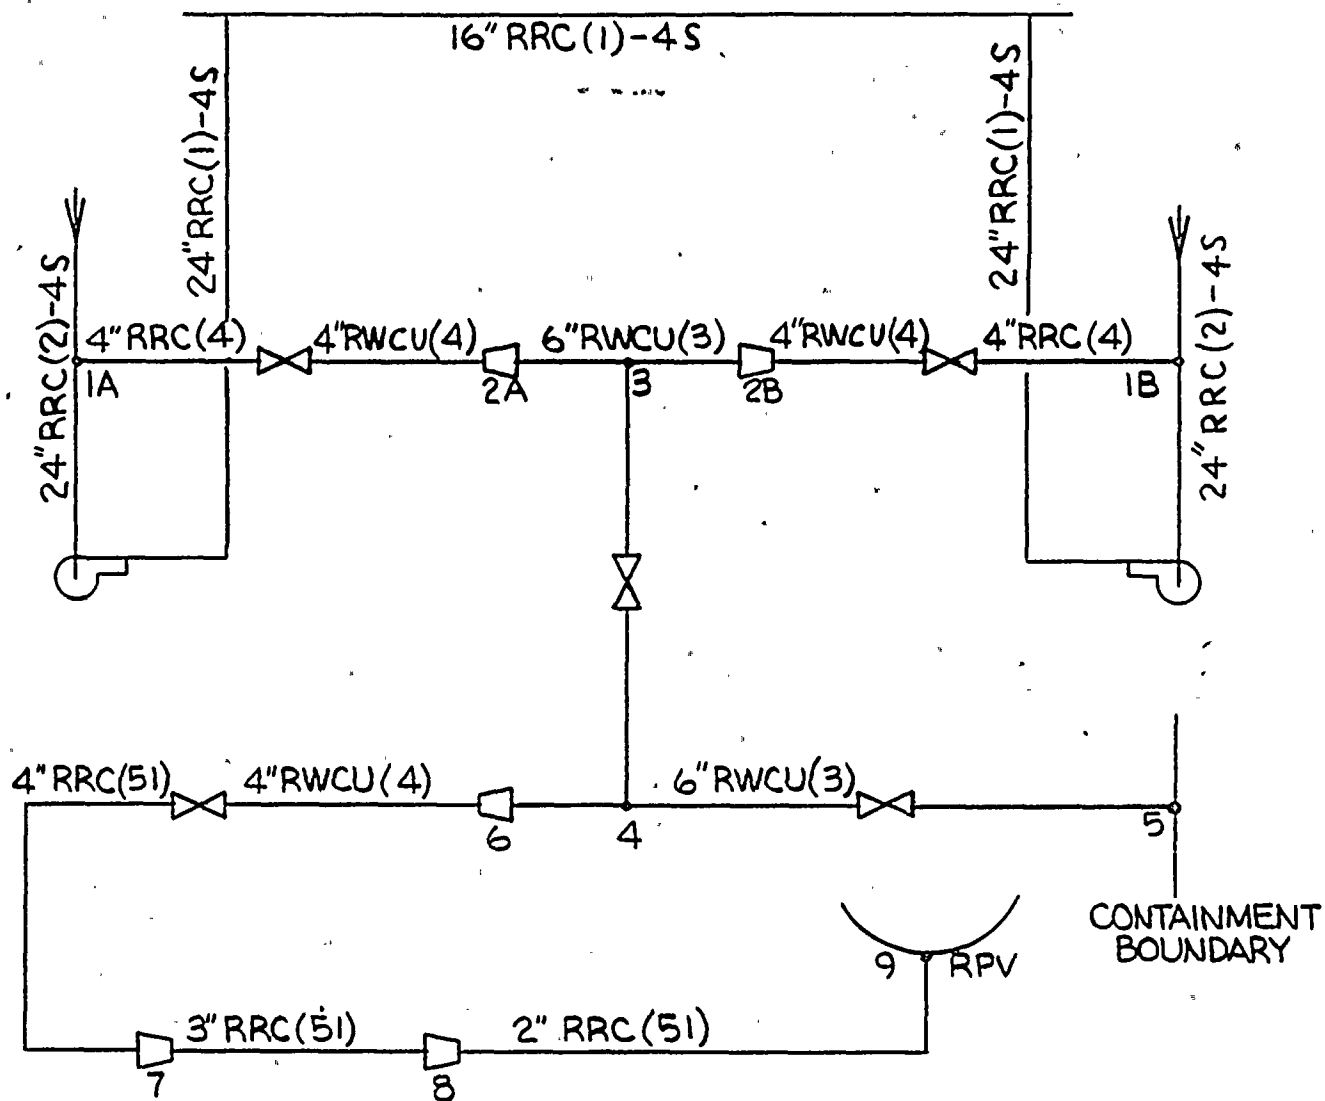 16" RRC(1)-4S
24" RRC(1)-4S
24" RRC(1)-4S
24" RRC(2)-4S
24" RRC(2)-4S
4" RRC(4)
4" RWCU(4)
6" RWCU(3)
4" RWCU(4)
4" RRC(4)
1A
2A
3
2B
1B
4" RRC(51)
4" RWCU(4)
6" RWCU(3)
6
4
5
CONTAINMENT
BOUNDARY
9
RPV
3" RRC(51)
2" RRC(51)
7
8